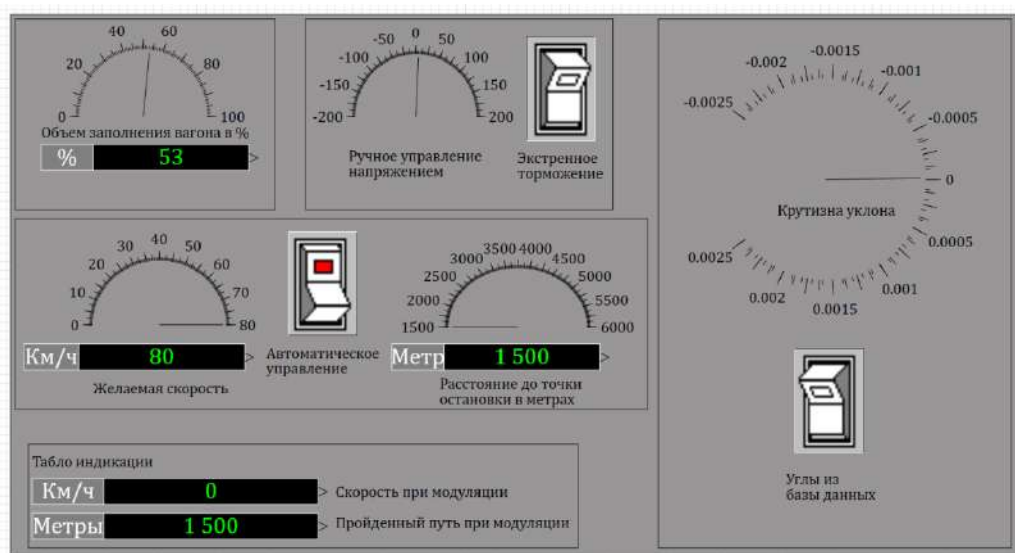 0 20 40 60 80 100
Объем заполнения вагона в %
% 53
-200 -150 -100 -50 0 50 100 150 200
Ручное управление
напряжением
Экстренное
торможение
0 10 20 30 40 50 60 70 80
Км/ч 80
Желаемая скорость
Автоматическое
управление
1500 2000 2500 3000 3500 4000 4500 5000 5500 6000
Метр 1 500
Расстояние до точки
остановки в метрах
-0.0025 -0.002 -0.0015 -0.001 -0.0005 0 0.0005 0.001 0.0015 0.002 0.0025
Крутизна уклона
Углы из
базы данных
Табло индикации
Км/ч 0 Скорость при модуляции
Метры 1 500 Пройденный путь при модуляции